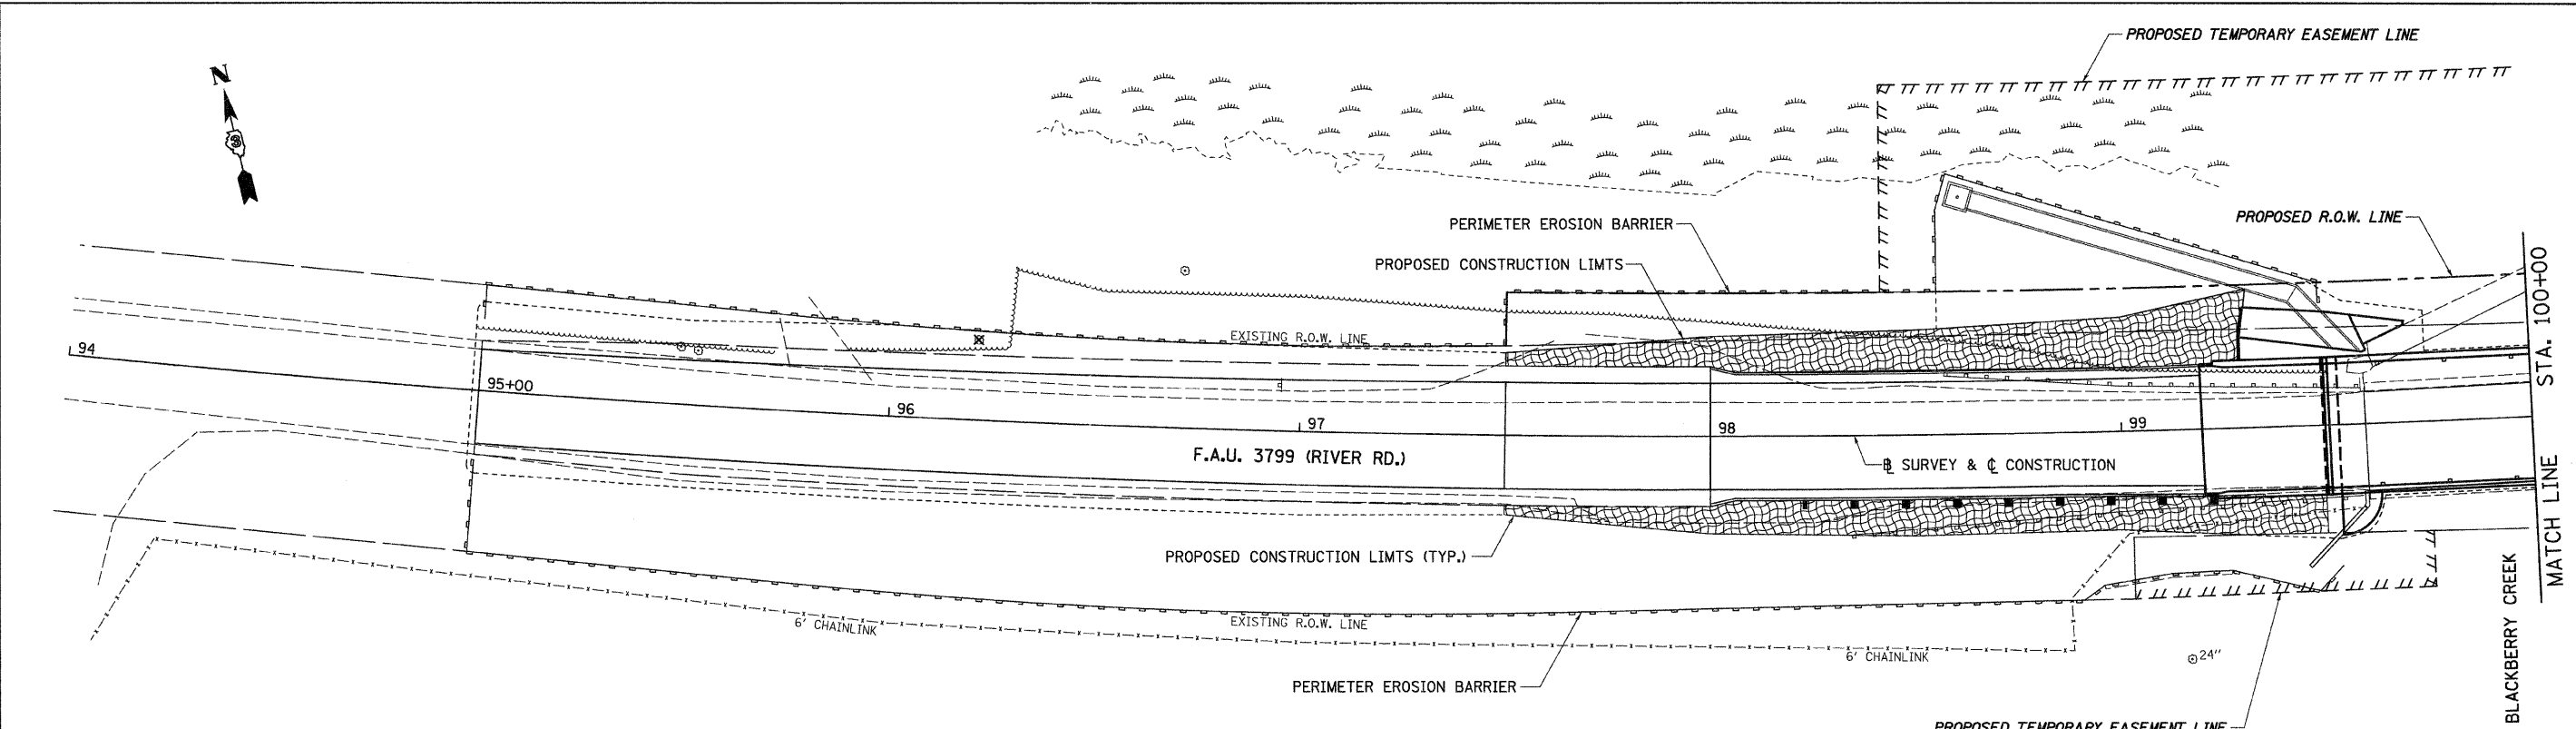 PROPOSED TEMPORARY EASEMENT LINE
N
3
PERIMETER EROSION BARRIER
PROPOSED R.O.W. LINE
PROPOSED CONSTRUCTION LIMTS
EXISTING R.O.W. LINE
94
95+00
96
97
98
99
F.A.U. 3799 (RIVER RD.)
B SURVEY & ℄ CONSTRUCTION
MATCH LINE STA. 100+00
PROPOSED CONSTRUCTION LIMTS (TYP.)
6' CHAINLINK
EXISTING R.O.W. LINE
6' CHAINLINK
24"
PERIMETER EROSION BARRIER
BLACKBERRY CREEK
PROPOSED TEMPORARY EASEMENT LINE